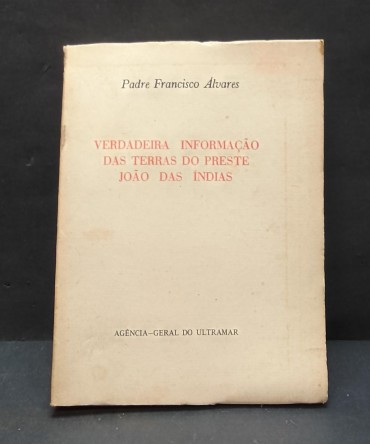 Padre Francisco Álvares
VERDADEIRA INFORMAÇÃO
DAS TERRAS DO PRESTE
JOÃO DAS ÍNDIAS
AGÊNCIA—GERAL DO ULTRAMAR